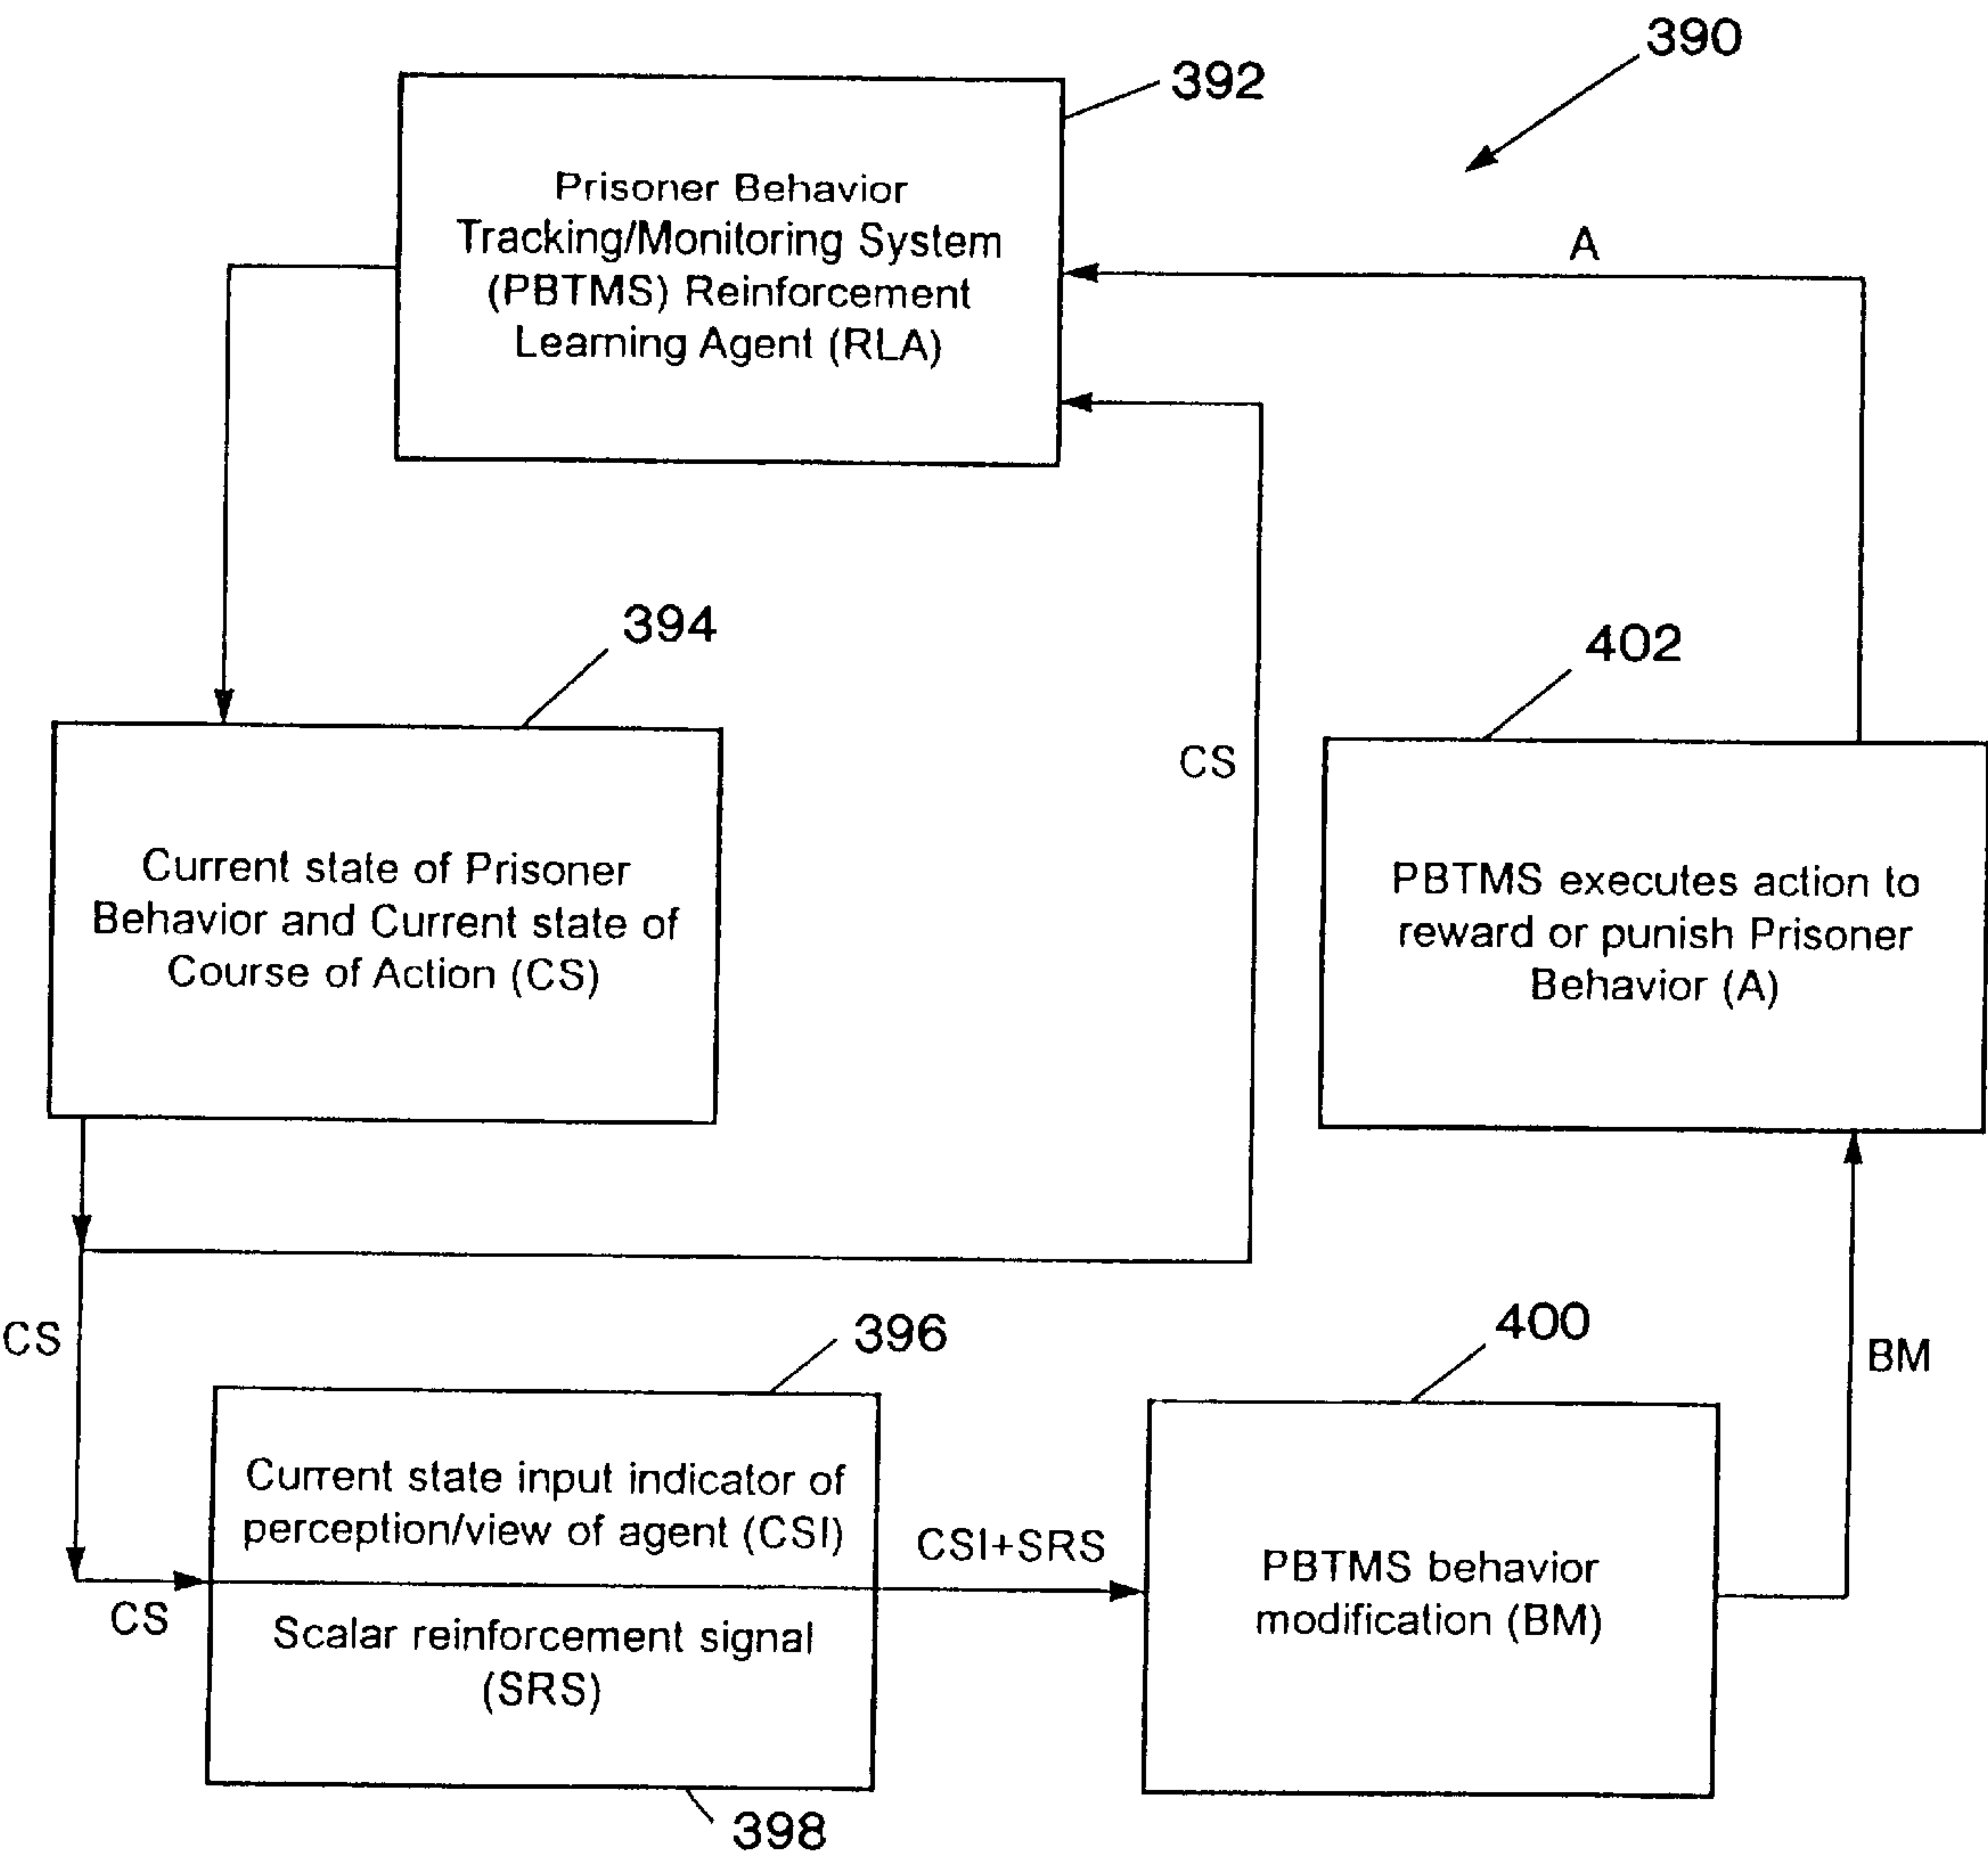 390
392
Prisoner Behavior
Tracking/Monitoring System
(PBTMS) Reinforcement
Learning Agent (RLA)
A
394
402
CS
Current state of Prisoner
Behavior and Current state of
Course of Action (CS)
PBTMS executes action to
reward or punish Prisoner
Behavior (A)
CS
396
400
BM
Current state input indicator of
perception/view of agent (CSI)
CSI+SRS
PBTMS behavior
modification (BM)
CS
Scalar reinforcement signal
(SRS)
398